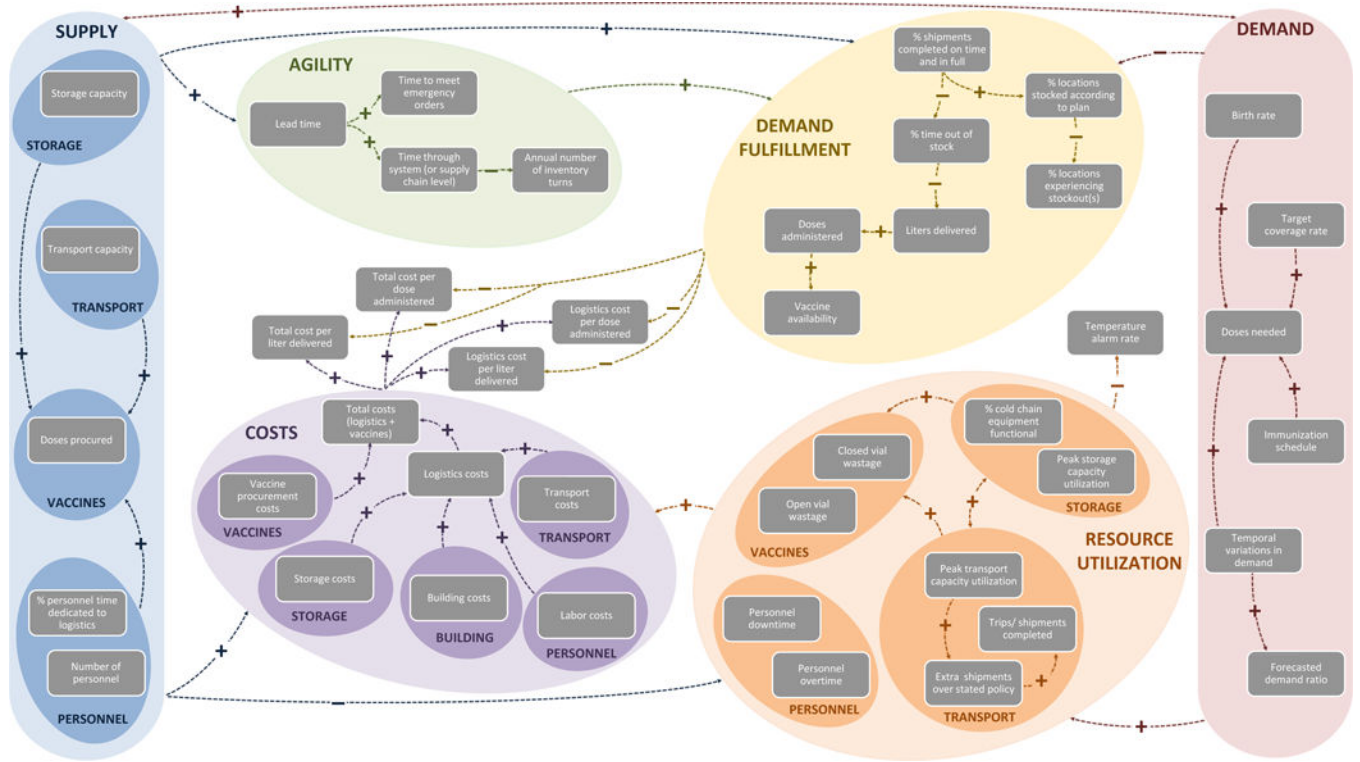 SUPPLY
Storage capacity
STORAGE
Transport capacity
TRANSPORT
Doses procured
VACCINES
% personnel time
dedicated to
logistics
Number of
personnel
PERSONNEL
AGILITY
Lead time
Time to meet
emergency
orders
Time through
system (or supply
chain level)
Annual number
of inventory
turns
DEMAND
FULFILLMENT
% shipments
completed on time
and in full
% locations
stocked according
to plan
% time out of
stock
% locations
experiencing
stockout(s)
Doses
administered
Liters delivered
Vaccine
availability
Total cost per
dose
administered
Total cost per
liter delivered
Logistics cost
per dose
administered
Logistics cost
per liter
delivered
COSTS
Total costs
(logistics +
vaccines)
Logistics costs
Vaccine
procurement
costs
VACCINES
Transport
costs
TRANSPORT
Storage costs
STORAGE
Building costs
BUILDING
Labor costs
PERSONNEL
Temperature
alarm rate
RESOURCE
UTILIZATION
% cold chain
equipment
functional
Peak storage
capacity
utilization
STORAGE
Closed vial
wastage
Open vial
wastage
VACCINES
Peak transport
capacity utilization
Trips/ shipments
completed
Extra shipments
over stated policy
TRANSPORT
Personnel
downtime
Personnel
overtime
PERSONNEL
DEMAND
Birth rate
Target
coverage rate
Doses needed
Immunization
schedule
Temporal
variations in
demand
Forecasted
demand ratio